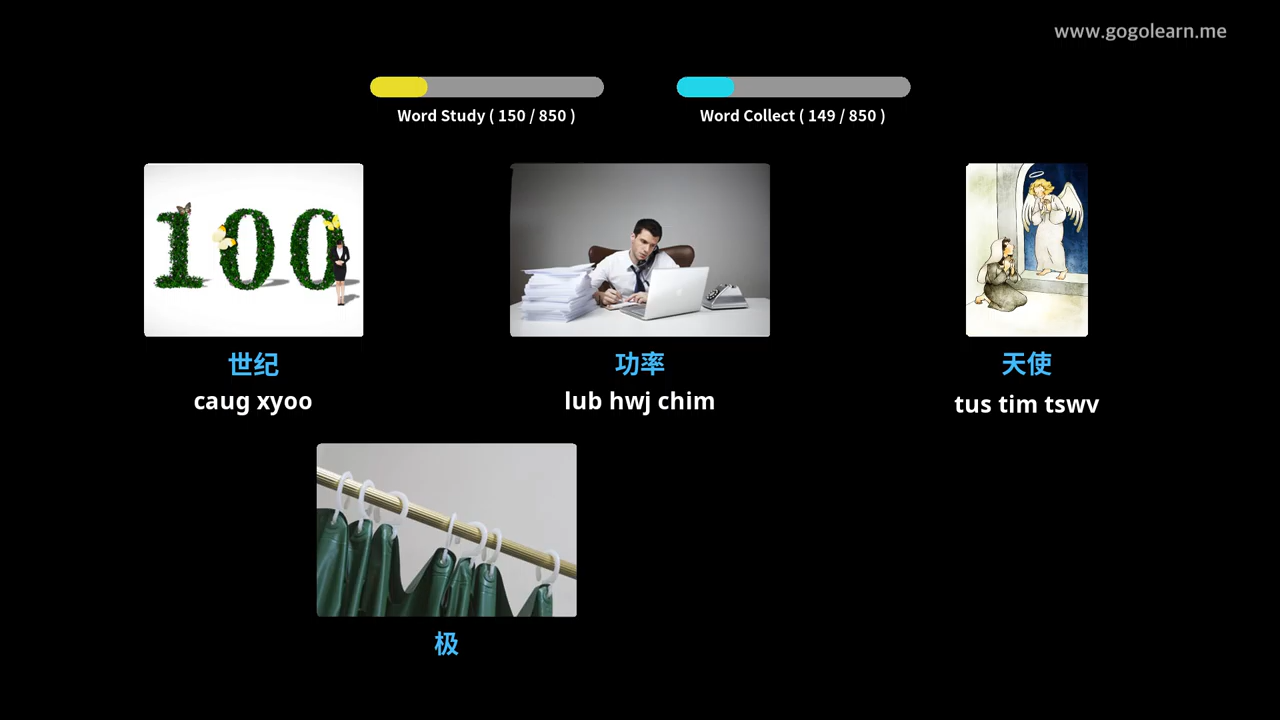 www.gogolearn.me
Word Study ( 150 / 850 )
Word Collect ( 149 / 850 )
100
世纪
功率
天使
caug xyoo
lub hwj chim
tus tim tswv
极